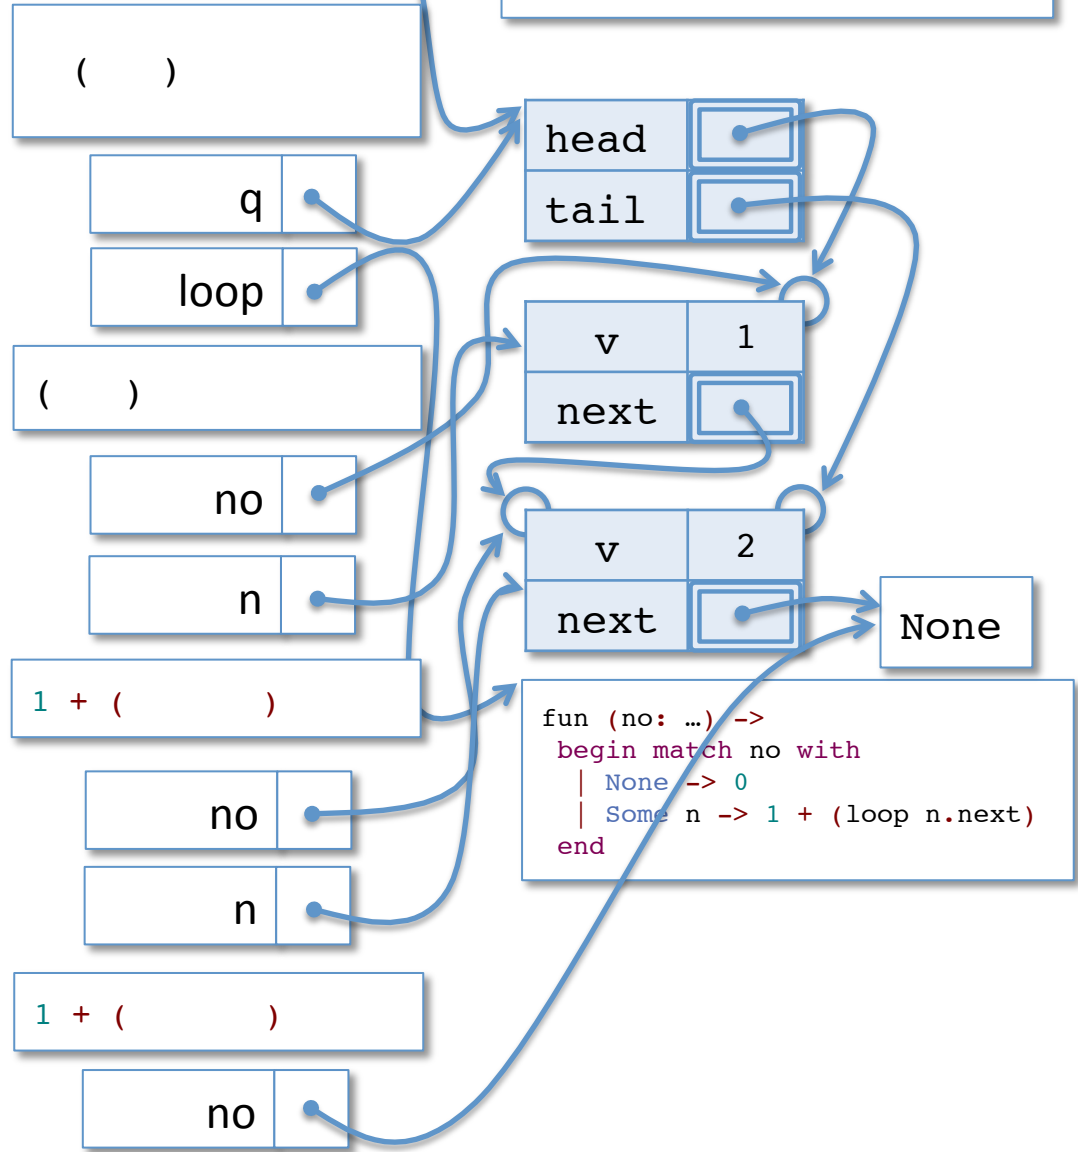 (    )
q
loop
(    )
no
n
1 + (        )
no
n
1 + (        )
no
head
tail
v 1
next
v 2
next
None
fun (no: …) ->
begin match no with
| None -> 0
| Some n -> 1 + (loop n.next)
end